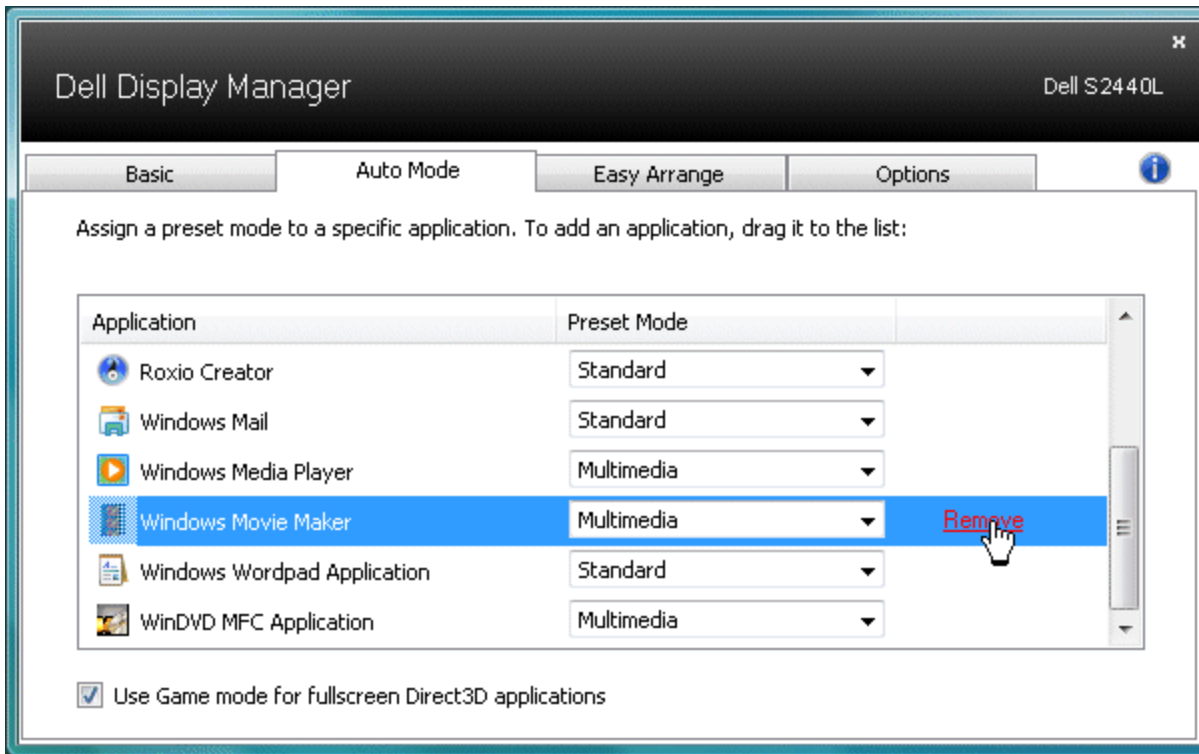 x
Dell Display Manager
Dell S2440L
Basic Auto Mode Easy Arrange Options i
Assign a preset mode to a specific application. To add an application, drag it to the list:
Application Preset Mode
Roxio Creator Standard
Windows Mail Standard
Windows Media Player Multimedia
Windows Movie Maker Multimedia Remove
Windows Wordpad Application Standard
WinDVD MFC Application Multimedia
Use Game mode for fullscreen Direct3D applications